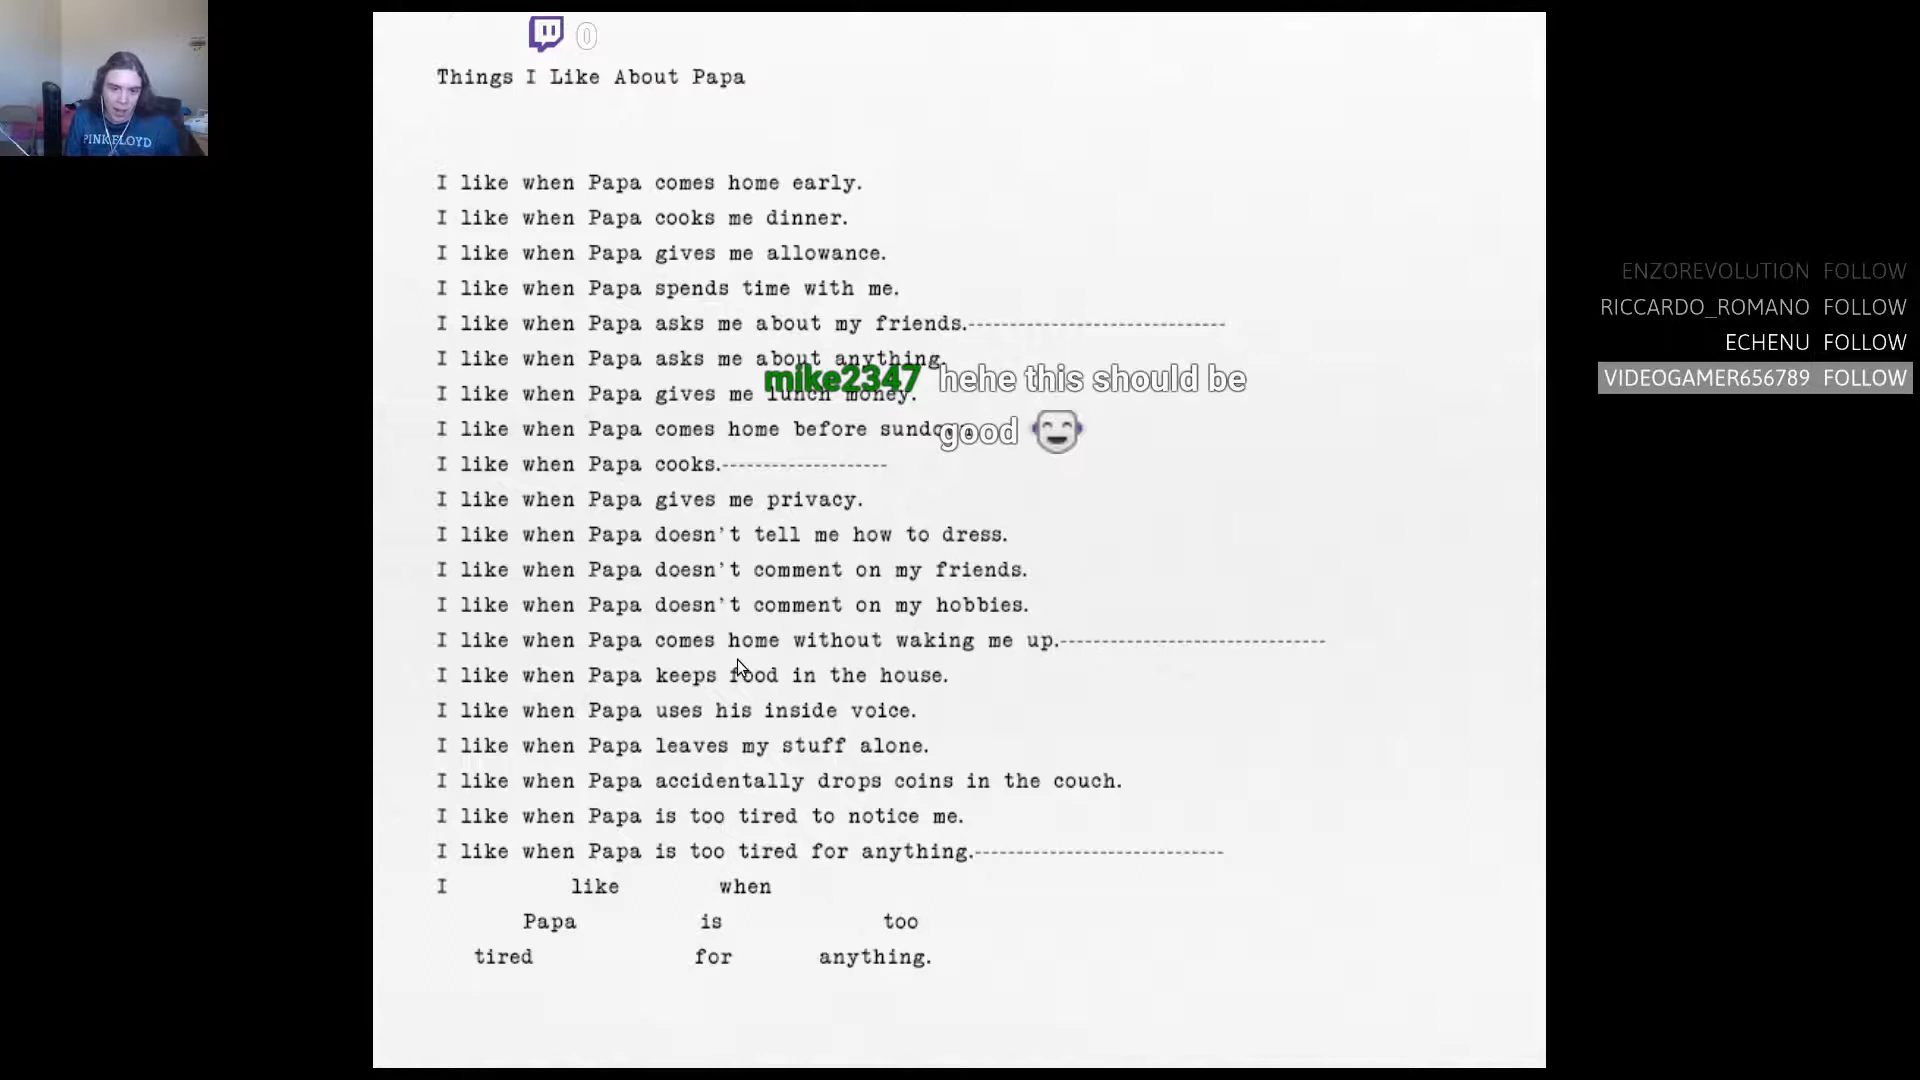 0
Things I Like About Papa
PINK FLOYD
I like when Papa comes home early.
I like when Papa cooks me dinner.
I like when Papa gives me allowance.
I like when Papa spends time with me.
I like when Papa asks me about my friends.------------------------------
I like when Papa asks me about anything.
I like when Papa gives me lunch money.
I like when Papa comes home before
I like when Papa cooks.--------------------
I like when Papa gives me privacy.
I like when Papa doesn't tell me how to dress.
I like when Papa doesn't comment on my friends.
I like when Papa doesn't comment on my hobbies.
I like when Papa comes home without waking me up.-------------------------------
I like when Papa keeps food in the house.
I like when Papa uses his inside voice.
I like when Papa leaves my stuff alone.
I like when Papa accidentally drops coins in the couch.
I like when Papa is too tired to notice me.
I like when Papa is too tired for anything.-----------------------------
I like when
Papa is too
tired for anything.
mike2347 hehe this should be
good
ENZOREVOLUTION FOLLOW
RICCARDO_ROMANO FOLLOW
ECHENU FOLLOW
VIDEOGAMER656789 FOLLOW